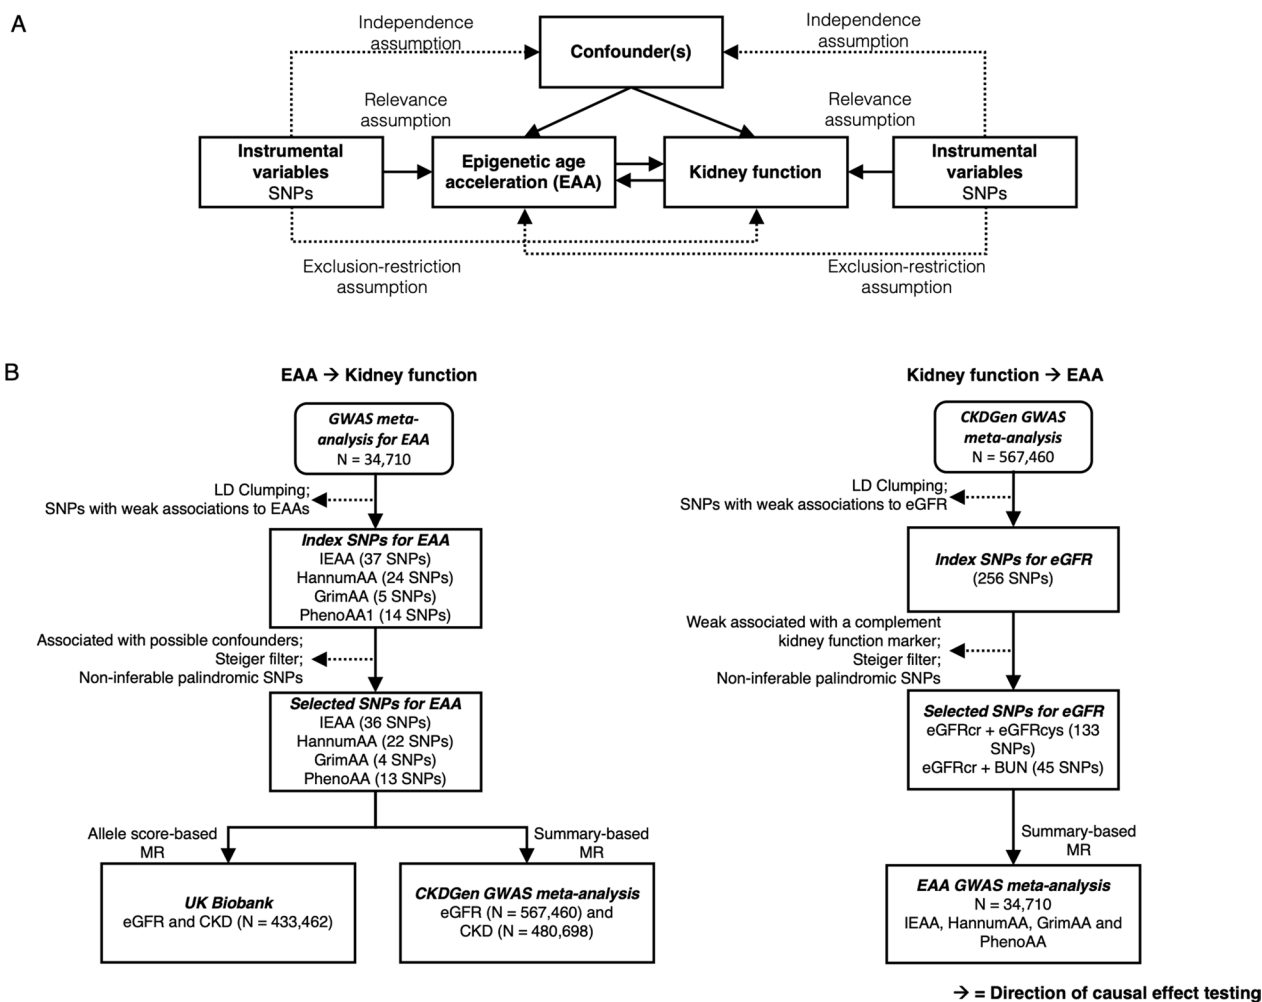 A
Independence
assumption
Confounder(s)
Independence
assumption
Relevance
assumption
Relevance
assumption
Instrumental
variables
SNPs
Epigenetic age
acceleration (EAA)
Kidney function
Instrumental
variables
SNPs
Exclusion-restriction
assumption
Exclusion-restriction
assumption
B
EAA → Kidney function
GWAS meta-
analysis for EAA
N = 34,710
LD Clumping;
SNPs with weak associations to EAAs
Index SNPs for EAA
IEAA (37 SNPs)
HannumAA (24 SNPs)
GrimAA (5 SNPs)
PhenoAA1 (14 SNPs)
Associated with possible confounders;
Steiger filter;
Non-inferable palindromic SNPs
Selected SNPs for EAA
IEAA (36 SNPs)
HannumAA (22 SNPs)
GrimAA (4 SNPs)
PhenoAA (13 SNPs)
Allele score-based
MR
Summary-based
MR
UK Biobank
eGFR and CKD (N = 433,462)
CKDGen GWAS meta-analysis
eGFR (N = 567,460) and
CKD (N = 480,698)
Kidney function → EAA
CKDGen GWAS
meta-analysis
N = 567,460
LD Clumping;
SNPs with weak associations to eGFR
Index SNPs for eGFR
(256 SNPs)
Weak associated with a complement
kidney function marker;
Steiger filter;
Non-inferable palindromic SNPs
Selected SNPs for eGFR
eGFRcr + eGFRcys (133
SNPs)
eGFRcr + BUN (45 SNPs)
Summary-based
MR
EAA GWAS meta-analysis
N = 34,710
IEAA, HannumAA, GrimAA and
PhenoAA
→ = Direction of causal effect testing